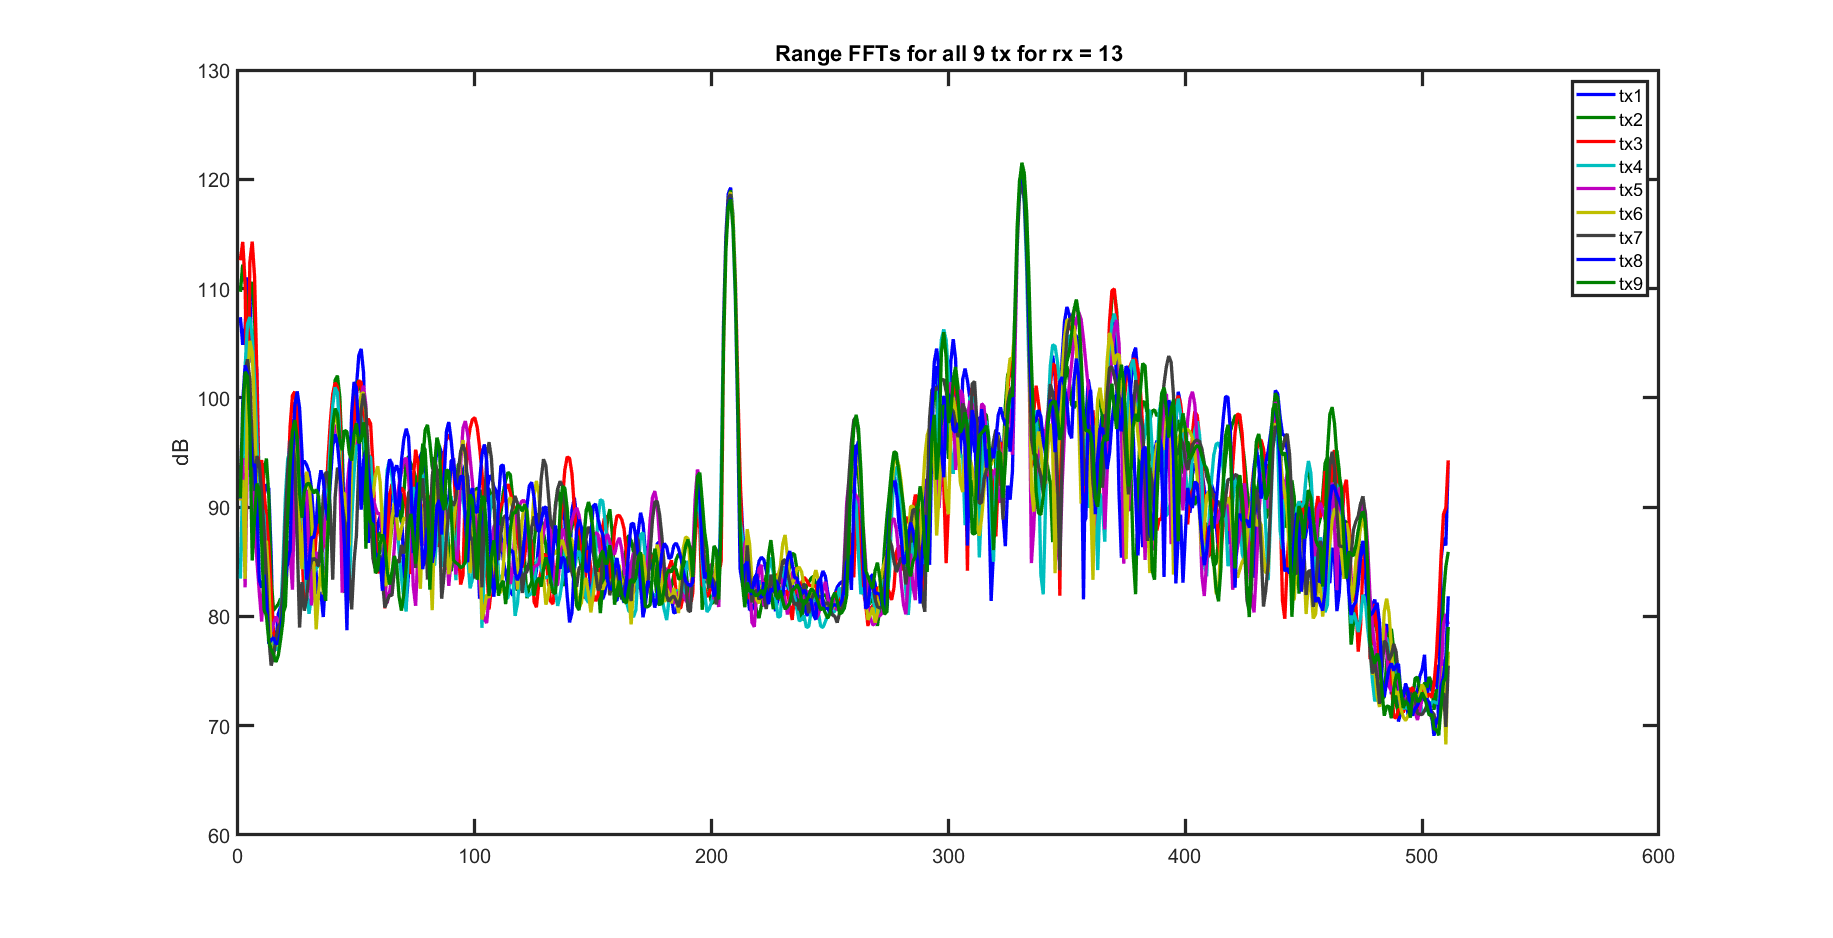 Range FFTs for all 9 tx for rx = 13
130
120
110
100
90
80
70
60
dB
0
100
200
300
400
500
600
tx1
tx2
tx3
tx4
tx5
tx6
tx7
tx8
tx9